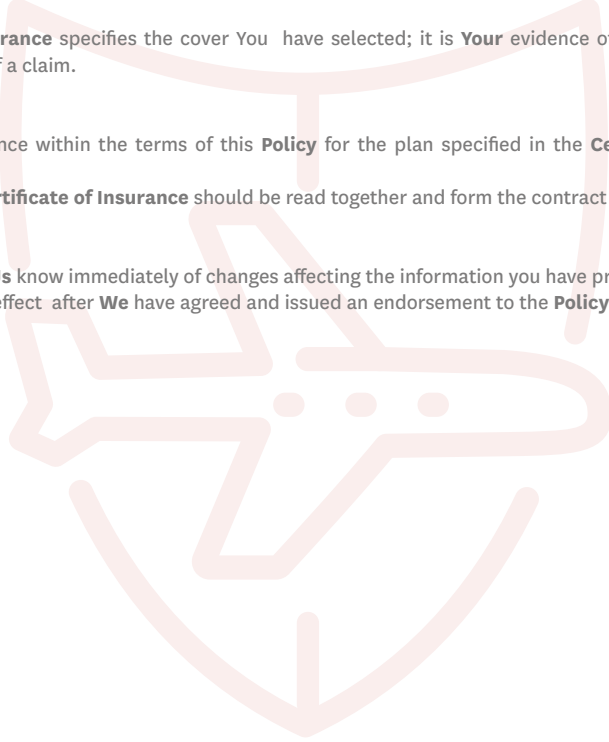 rance specifies the cover You have selected; it is Your evidence of
f a claim.
nce within the terms of this Policy for the plan specified in the Ce
rtificate of Insurance should be read together and form the contract
s know immediately of changes affecting the information you have pr
effect after We have agreed and issued an endorsement to the Policy